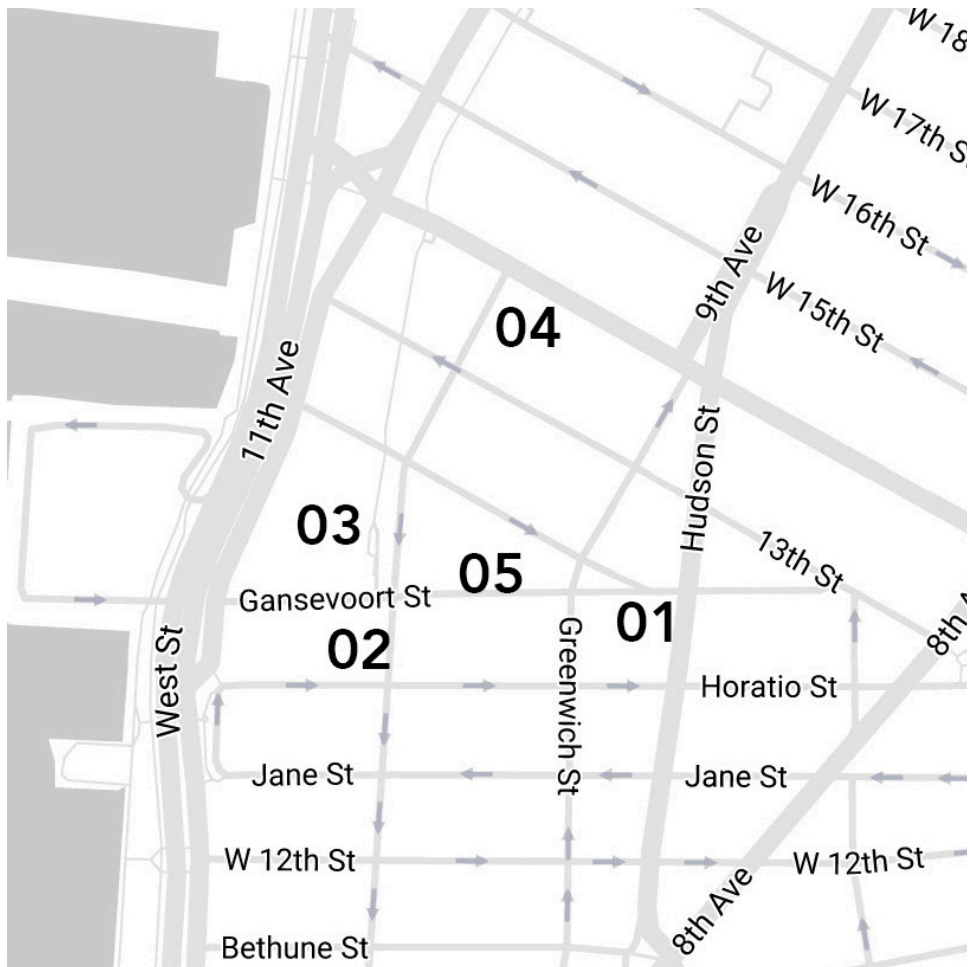 W 18
W 17th S
W 16th St
9th Ave
W 15th St
04
11th Ave
Hudson St
03
13th St
05
Gansevoort St
01
8th A
02
Greenwich St
West St
Horatio St
Jane St
Jane St
W 12th St
W 12th St
8th Ave
Bethune St